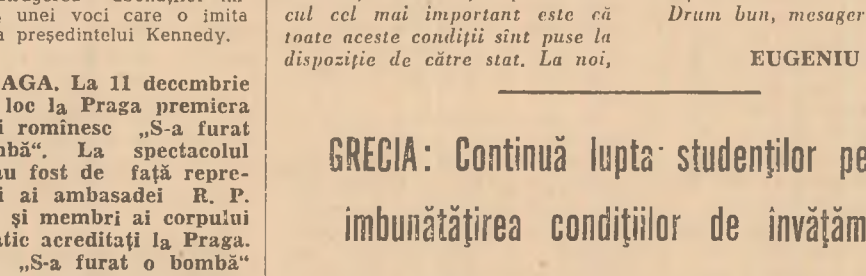 unei voci care o imita
președintelui Kennedy.
AGA. La 11 decembrie
loc la Praga premiera
i romînesc „S-a furat
mbă“. La spectacolul
au fost de față repre-
i ai ambasadei R. P.
și membri ai corpului
atic acreditați la Praga.
„S-a furat o bombă“
cul cel mai important este că
toate aceste condiții sînt puse la
dispoziție de către stat. La noi,
Drum bun, mesager
EUGENIU
GRECIA: Continuă lupta studenților pe
imbunătățirea condițiilor de învățăm